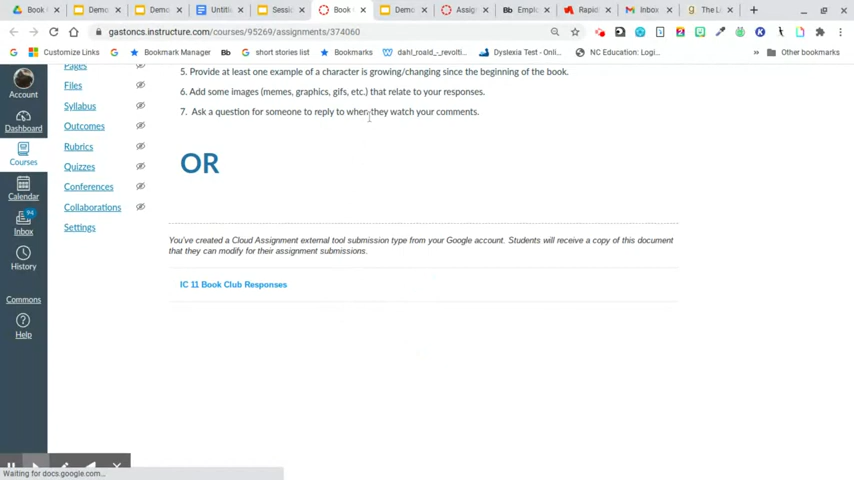 Book
Demo
Demo
Untitl
Sessi
Book
Demo
Assig
Bb Empl
Rapid
Inbox
The Li
gastoncs.instructure.com/courses/95269/assignments/374060
Customize Links
Bb
Bookmark Manager
short stories list
Bookmarks
dahl_roald_-_revolti...
Dyslexia Test - Onl...
NC Education: Logi...
»
Other bookmarks
Account
Dashboard
Courses
Calendar
94
Inbox
History
Commons
Help
Pages
Files
Syllabus
Outcomes
Rubrics
Quizzes
Conferences
Collaborations
Settings
5. Provide at least one example of a character is growing/changing since the beginning of the book.
6. Add some images (memes, graphics, gifs, etc.) that relate to your responses.
7. Ask a question for someone to reply to when they watch your comments.
OR
You've created a Cloud Assignment external tool submission type from your Google account. Students will receive a copy of this document
that they can modify for their assignment submissions.
IC 11 Book Club Responses
Waiting for docs.google.com...